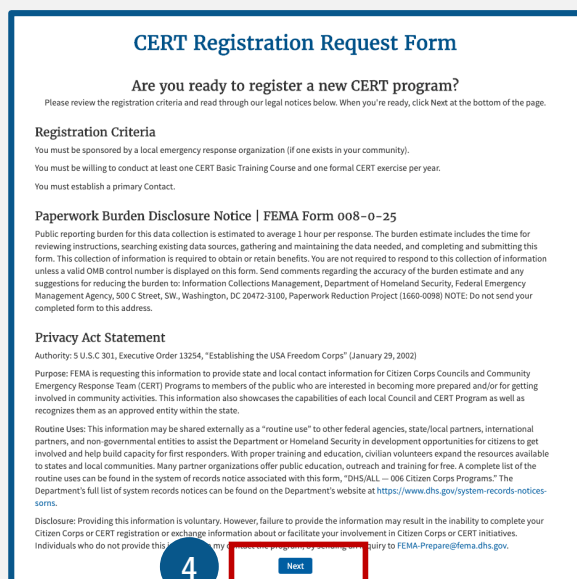 CERT Registration Request Form
Are you ready to register a new CERT program?
Please review the registration criteria and read through our legal notices below. When you're ready, click Next at the bottom of the page.
Registration Criteria
You must be sponsored by a local emergency response organization (if one exists in your community).
You must be willing to conduct at least one CERT Basic Training Course and one formal CERT exercise per year.
You must establish a primary Contact.
Paperwork Burden Disclosure Notice | FEMA Form 008-0-25
Public reporting burden for this data collection is estimated to average 1 hour per response. The burden estimate includes the time for
reviewing instructions, searching existing data sources, gathering and maintaining the data needed, and completing and submitting this
form. This collection of information is required to obtain or retain benefits. You are not required to respond to this collection of information
unless a valid OMB control number is displayed on this form. Send comments regarding the accuracy of the burden estimate and any
suggestions for reducing the burden to: Information Collections Management, Department of Homeland Security, Federal Emergency
Management Agency, 500 C Street, SW., Washington, DC 20472-3100, Paperwork Reduction Project (1660-0098) NOTE: Do not send your
completed form to this address.
Privacy Act Statement
Authority: 5 U.S.C 301, Executive Order 13254, “Establishing the USA Freedom Corps” (January 29, 2002)
Purpose: FEMA is requesting this information to provide state and local contact information for Citizen Corps Councils and Community
Emergency Response Team (CERT) Programs to members of the public who are interested in becoming more prepared and/or for getting
involved in community activities. This information also showcases the capabilities of each local Council and CERT Program as well as
recognizes them as an approved entity within the state.
Routine Uses: This information may be shared externally as a “routine use” to other federal agencies, state/local partners, international
partners, and non-governmental entities to assist the Department or Homeland Security in development opportunities for citizens to get
involved and help build capacity for first responders. With proper training and education, civilian volunteers expand the resources available
to states and local communities. Many partner organizations offer public education, outreach and training for free. A complete list of the
routine uses can be found in the system of records notice associated with this form, “DHS/ALL — 006 Citizen Corps Programs.” The
Department's full list of system records notices can be found on the Department's website at https://www.dhs.gov/system-records-notices-
sorns.
Disclosure: Providing this information is voluntary. However, failure to provide the information may result in the inability to complete your
Citizen Corps or CERT registration or exchange information about or facilitate your involvement in Citizen Corps or CERT initiatives.
Individuals who do not provide this my contact the program, by sending an inquiry to FEMA-Prepare@fema.dhs.gov.
4
Next